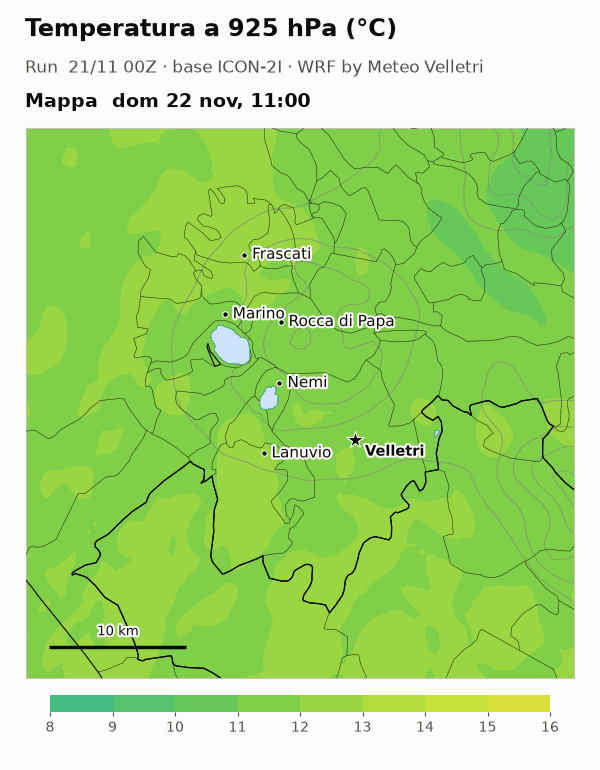 Temperatura a 925 hPa (°C)
Run  21/11 00Z · base ICON-2I · WRF by Meteo Velletri
Mappa  dom 22 nov, 11:00
Frascati
Marino
Rocca di Papa
Nemi
Velletri
Lanuvio
10 km
8 9 10 11 12 13 14 15 16